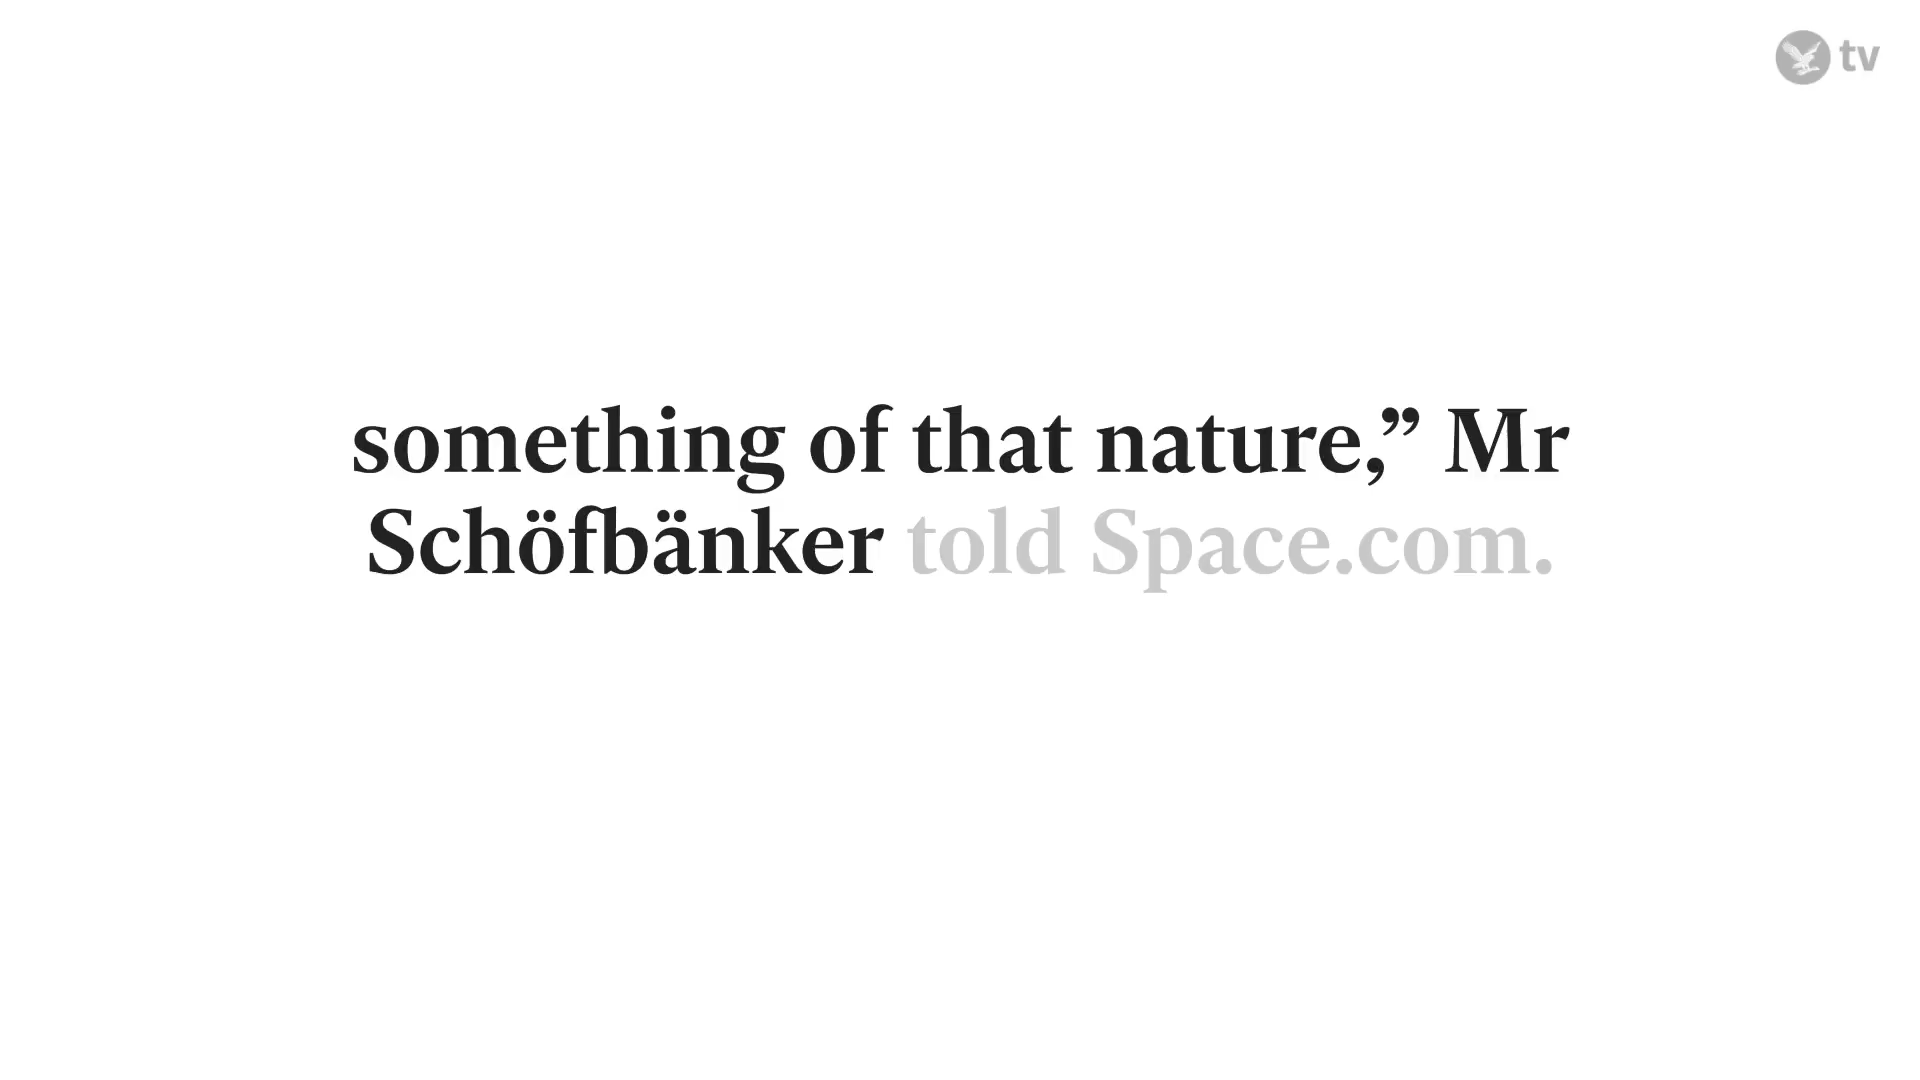 tv
something of that nature,” Mr
Schöfbänker told Space.com.